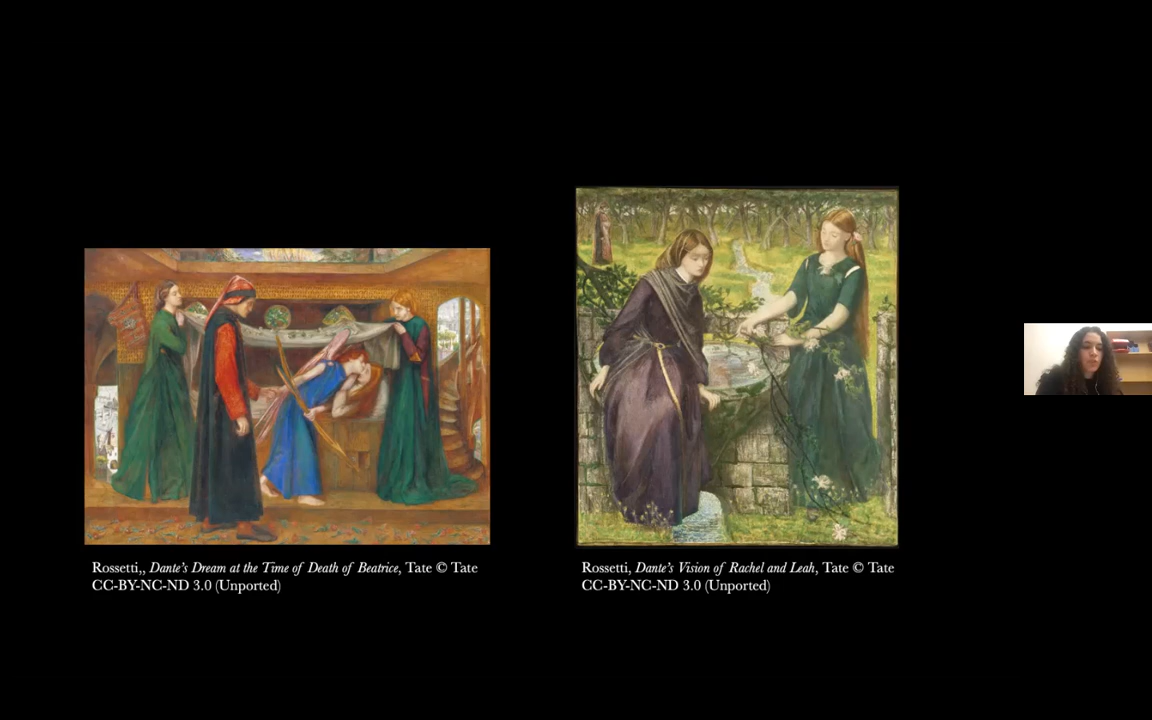 Rossetti,, Dante's Dream at the Time of Death of Beatrice, Tate © Tate
CC-BY-NC-ND 3.0 (Unported)
Rossetti, Dante's Vision of Rachel and Leah, Tate © Tate
CC-BY-NC-ND 3.0 (Unported)